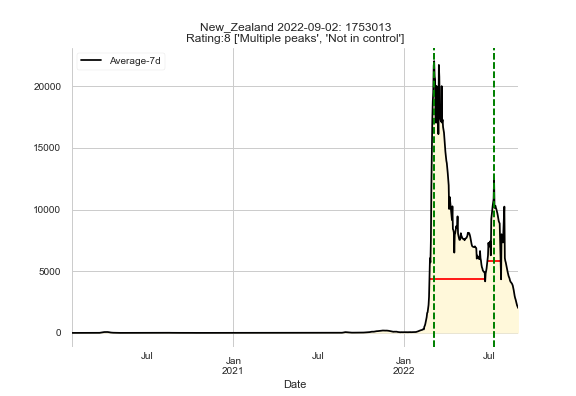 New_Zealand 2022-09-02: 1753013
Rating:8 ['Multiple peaks', 'Not in control']
Average-7d
20000
15000
10000
5000
0
Jul
Jan
2021
Jul
Jan
2022
Jul
Date